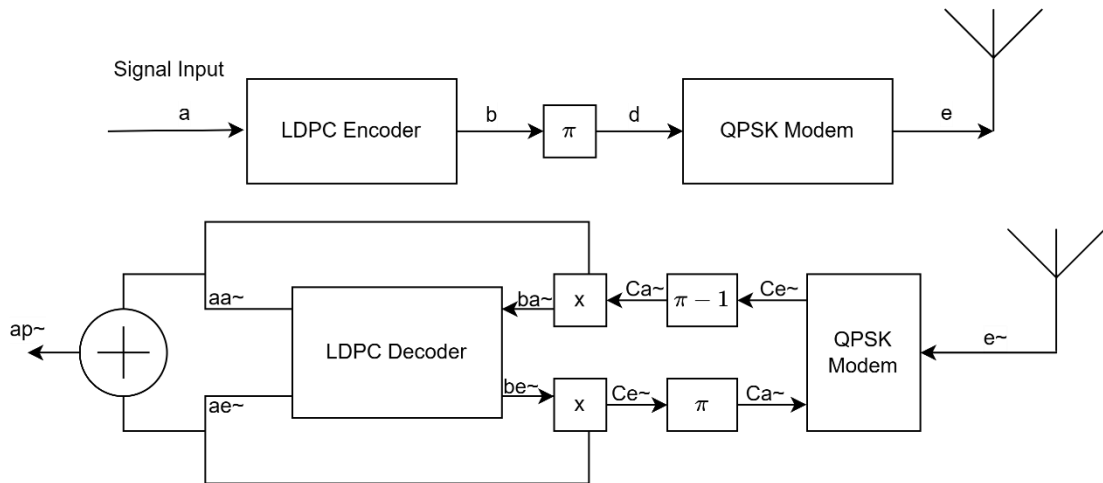 Signal Input
a
LDPC Encoder
b
π
d
QPSK Modem
e
ap~
aa~
ae~
LDPC Decoder
ba~
be~
x
x
Ca~
Ce~
π − 1
π
Ce~
Ca~
QPSK
Modem
e~